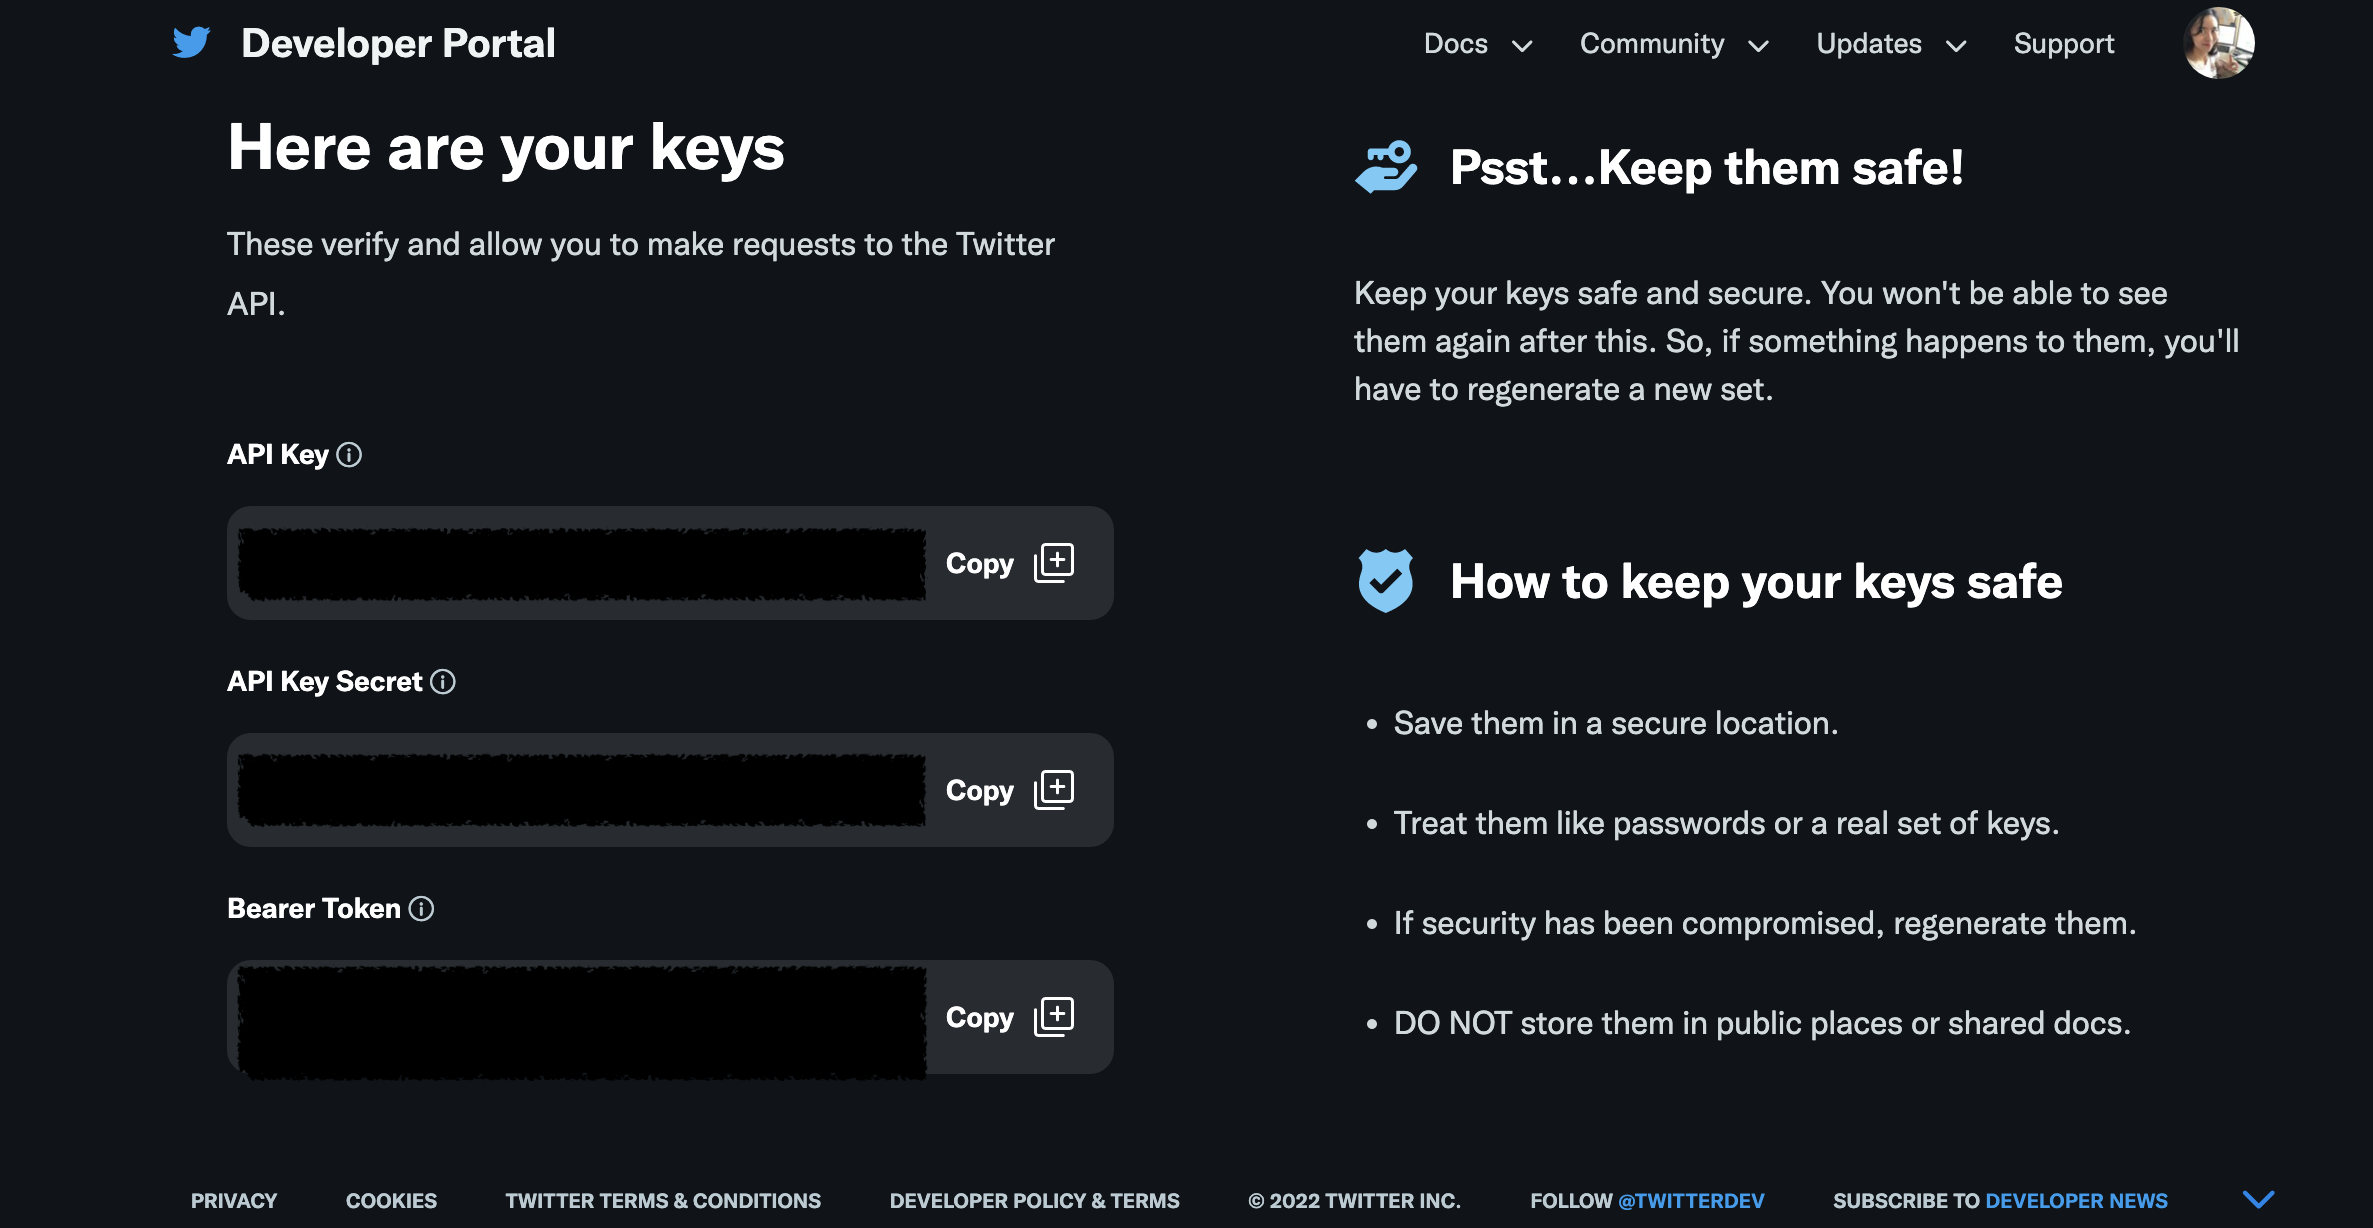 Developer Portal
Docs
Community
Updates
Support
Here are your keys
These verify and allow you to make requests to the Twitter
API.
API Key
Copy
API Key Secret
Copy
Bearer Token
Copy
Psst...Keep them safe!
Keep your keys safe and secure. You won't be able to see
them again after this. So, if something happens to them, you'll
have to regenerate a new set.
How to keep your keys safe
• Save them in a secure location.
• Treat them like passwords or a real set of keys.
• If security has been compromised, regenerate them.
• DO NOT store them in public places or shared docs.
PRIVACY
COOKIES
TWITTER TERMS & CONDITIONS
DEVELOPER POLICY & TERMS
© 2022 TWITTER INC.
FOLLOW @TWITTERDEV
SUBSCRIBE TO DEVELOPER NEWS